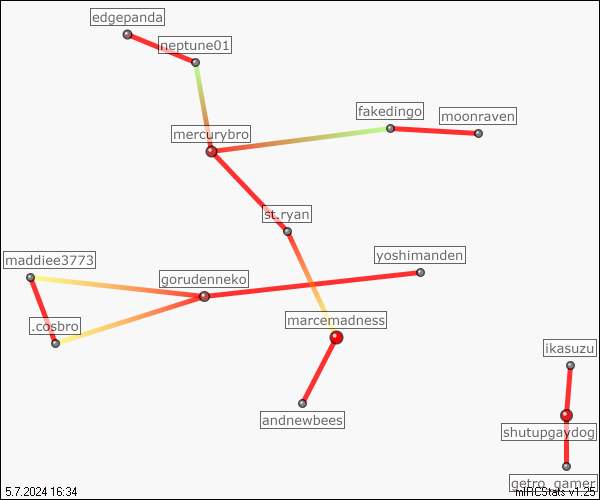 edgepanda
neptune01
fakedingo
moonraven
mercurybro
st.ryan
maddiee3773
yoshimanden
gorudenneko
marcemadness
.cosbro
ikasuzu
andnewbees
shutupgaydog
getro_gamer
5.7.2024 16:34
mIRCStats v1.25